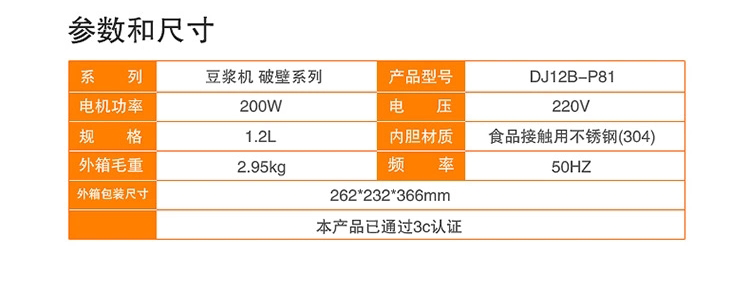 参数和尺寸
系 列 豆浆机 破壁系列 产品型号 DJ12B-P81
电机功率 200W 电 压 220V
规 格 1.2L 内胆材质 食品接触用不锈钢(304)
外箱毛重 2.95kg 频 率 50HZ
外箱包装尺寸 262*232*366mm
本产品已通过3c认证